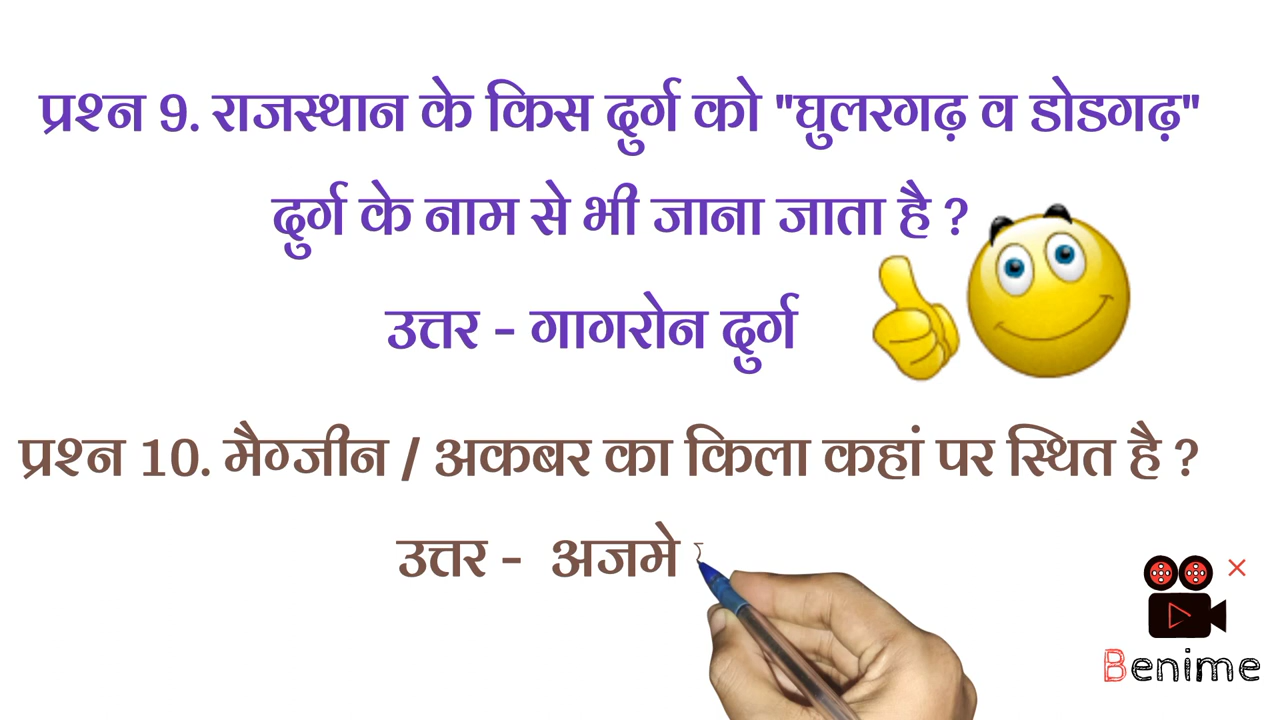 प्रश्न 9. राजस्थान के किस दुर्ग को "घुलरगढ़ व डोडगढ़"
दुर्ग के नाम से भी जाना जाता है ?
उत्तर - गागरोन दुर्ग
प्रश्न 10. मैग्जीन / अकबर का किला कहां पर स्थित है ?
उत्तर - अजमे
Benime